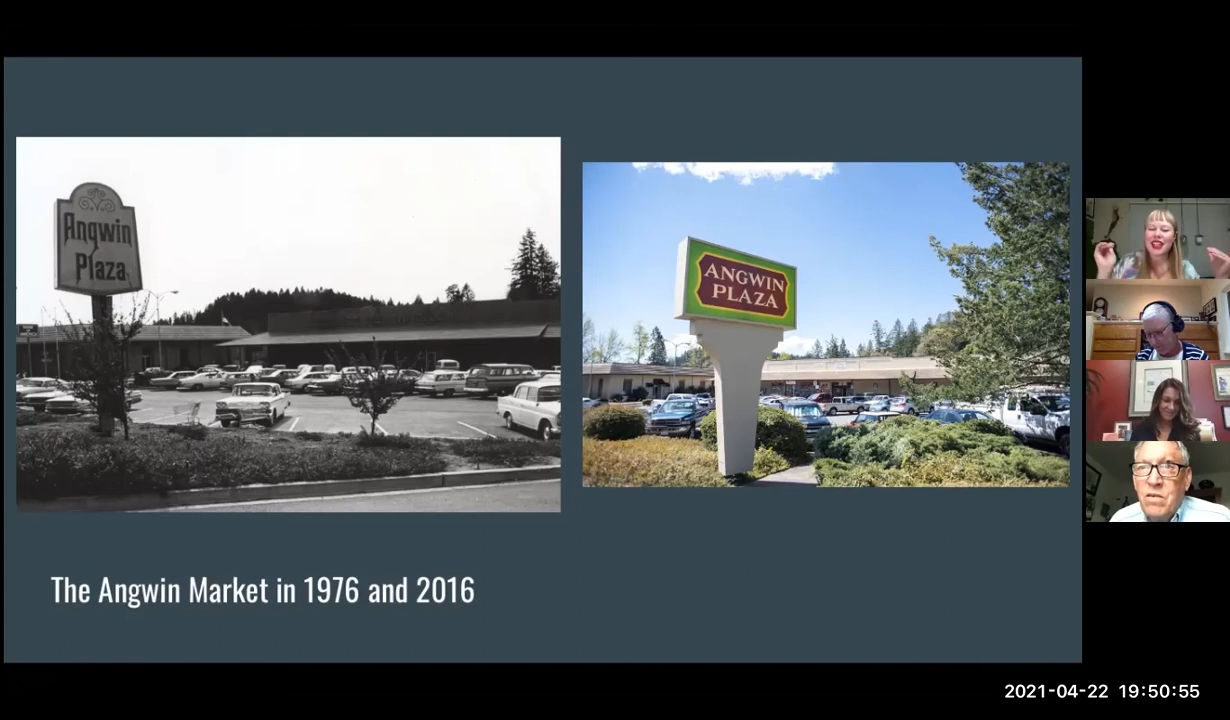 Angwin
Plaza
ANGWIN
PLAZA
The Angwin Market in 1976 and 2016
2021-04-22 19:50:55